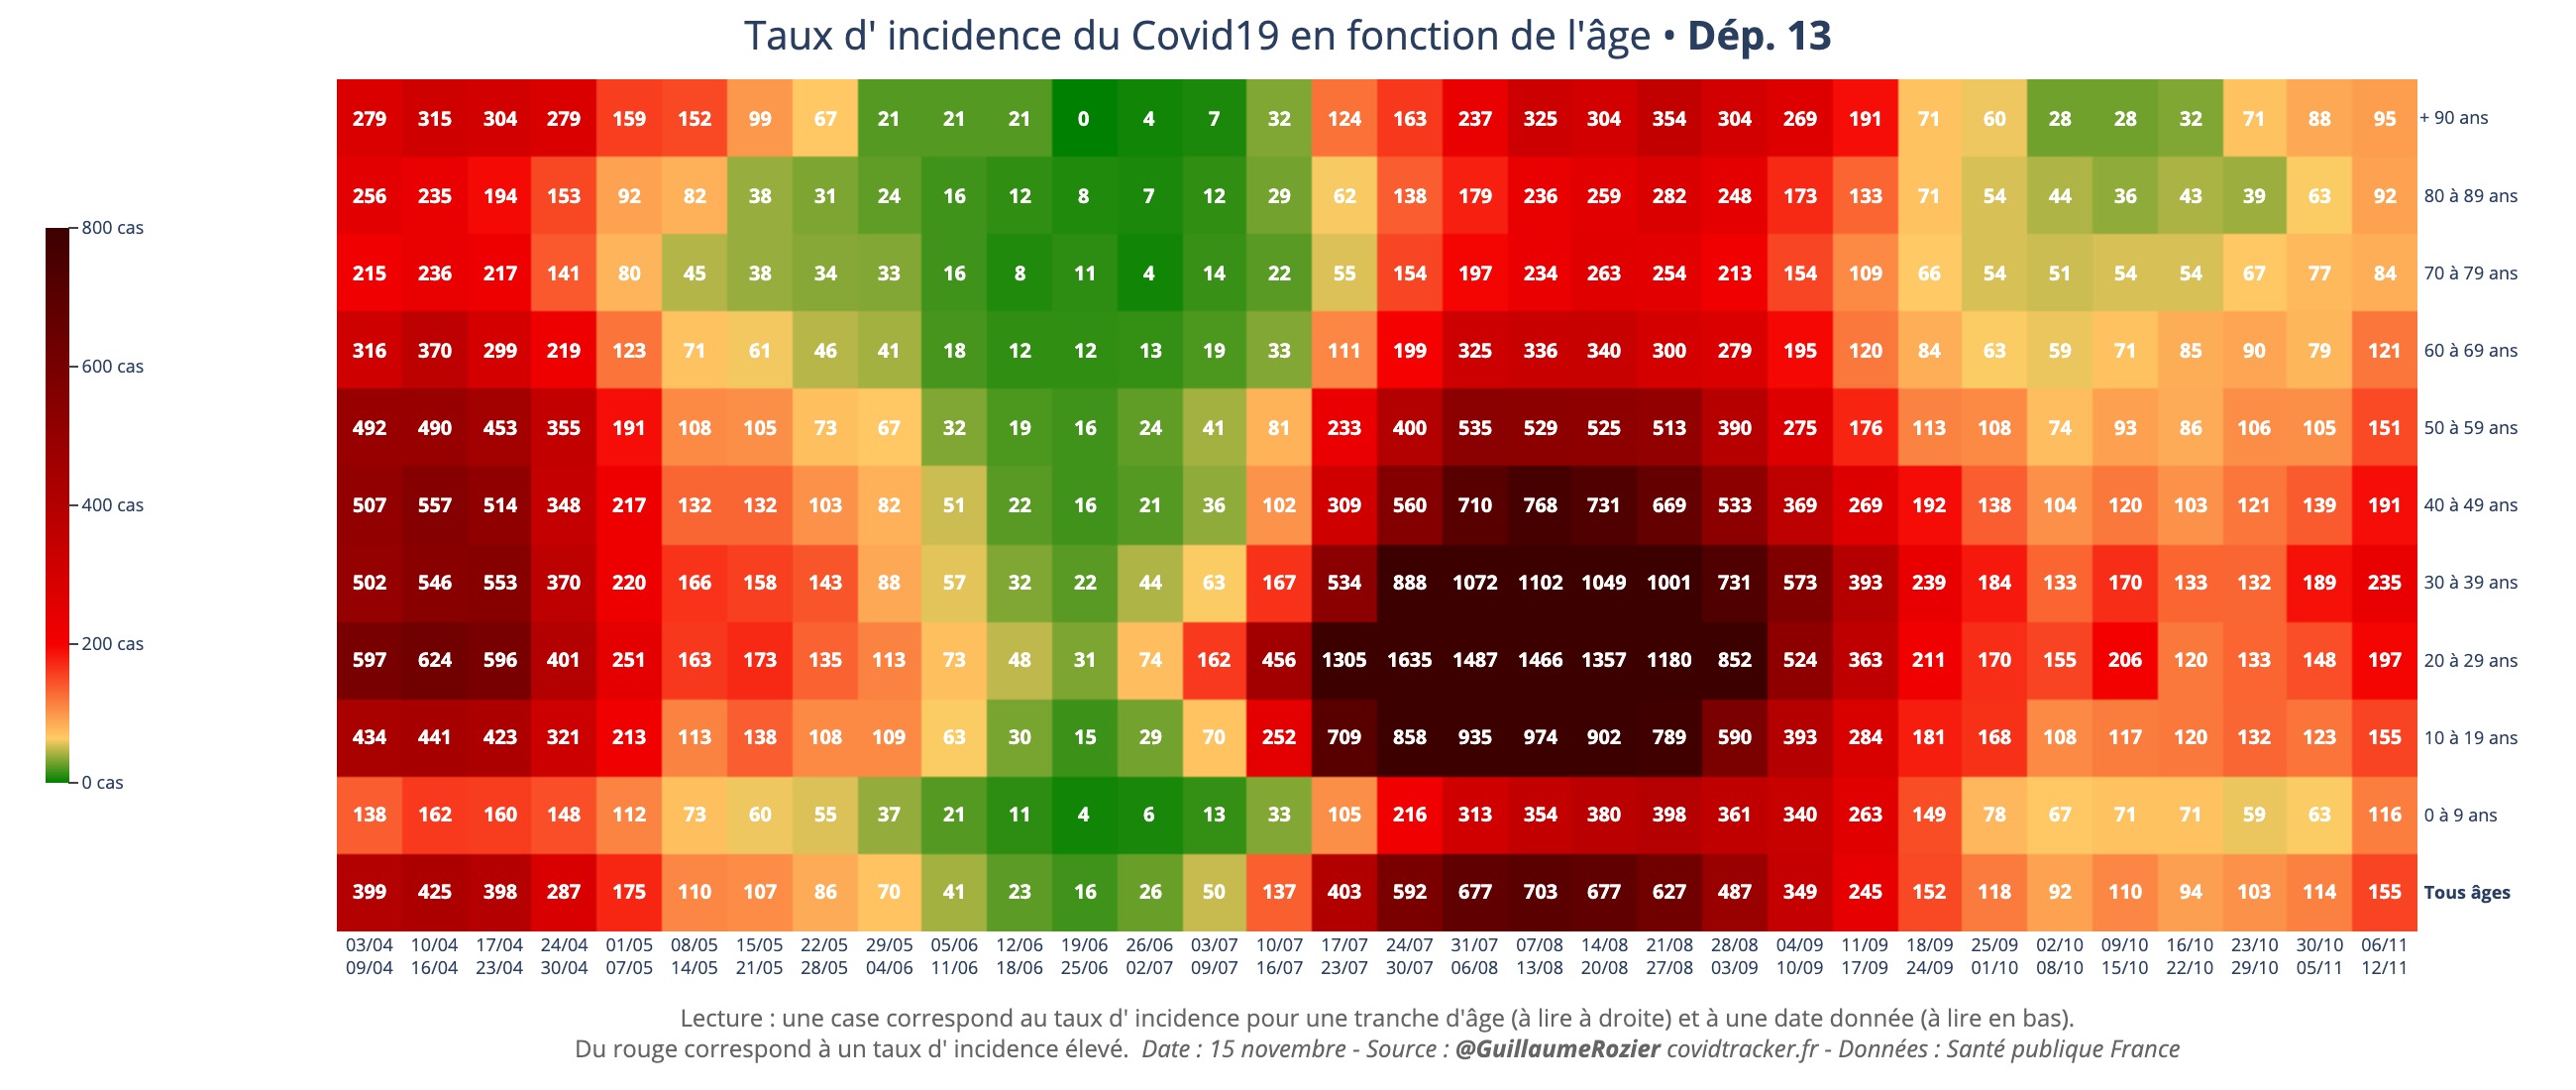 Taux d' incidence du Covid19 en fonction de l'âge • Dép. 13
279 315 304 279 159 152 99 67 21 21 21 0 4 7 32 124 163 237 325 304 354 304 269 191 71 60 28 28 32 71 88 95 + 90 ans
256 235 194 153 92 82 38 31 24 16 12 8 7 12 29 62 138 179 236 259 282 248 173 133 71 54 44 36 43 39 63 92 80 à 89 ans
800 cas
215 236 217 141 80 45 38 34 33 16 8 11 4 14 22 55 154 197 234 263 254 213 154 109 66 54 51 54 54 67 77 84 70 à 79 ans
316 370 299 219 123 71 61 46 41 18 12 12 13 19 33 111 199 325 336 340 300 279 195 120 84 63 59 71 85 90 79 121 60 à 69 ans
600 cas
492 490 453 355 191 108 105 73 67 32 19 16 24 41 81 233 400 535 529 525 513 390 275 176 113 108 74 93 86 106 105 151 50 à 59 ans
400 cas
507 557 514 348 217 132 132 103 82 51 22 16 21 36 102 309 560 710 768 731 669 533 369 269 192 138 104 120 103 121 139 191 40 à 49 ans
502 546 553 370 220 166 158 143 88 57 32 22 44 63 167 534 888 1072 1102 1049 1001 731 573 393 239 184 133 170 133 132 189 235 30 à 39 ans
200 cas
597 624 596 401 251 163 173 135 113 73 48 31 74 162 456 1305 1635 1487 1466 1357 1180 852 524 363 211 170 155 206 120 133 148 197 20 à 29 ans
434 441 423 321 213 113 138 108 109 63 30 15 29 70 252 709 858 935 974 902 789 590 393 284 181 168 108 117 120 132 123 155 10 à 19 ans
0 cas
138 162 160 148 112 73 60 55 37 21 11 4 6 13 33 105 216 313 354 380 398 361 340 263 149 78 67 71 71 59 63 116 0 à 9 ans
399 425 398 287 175 110 107 86 70 41 23 16 26 50 137 403 592 677 703 677 627 487 349 245 152 118 92 110 94 103 114 155 Tous âges
03/04 10/04 17/04 24/04 01/05 08/05 15/05 22/05 29/05 05/06 12/06 19/06 26/06 03/07 10/07 17/07 24/07 31/07 07/08 14/08 21/08 28/08 04/09 11/09 18/09 25/09 02/10 09/10 16/10 23/10 30/10 06/11
09/04 16/04 23/04 30/04 07/05 14/05 21/05 28/05 04/06 11/06 18/06 25/06 02/07 09/07 16/07 23/07 30/07 06/08 13/08 20/08 27/08 03/09 10/09 17/09 24/09 01/10 08/10 15/10 22/10 29/10 05/11 12/11
Lecture : une case correspond au taux d' incidence pour une tranche d'âge (à lire à droite) et à une date donnée (à lire en bas).
Du rouge correspond à un taux d' incidence élevé. Date : 15 novembre - Source : @GuillaumeRozier covidtracker.fr - Données : Santé publique France